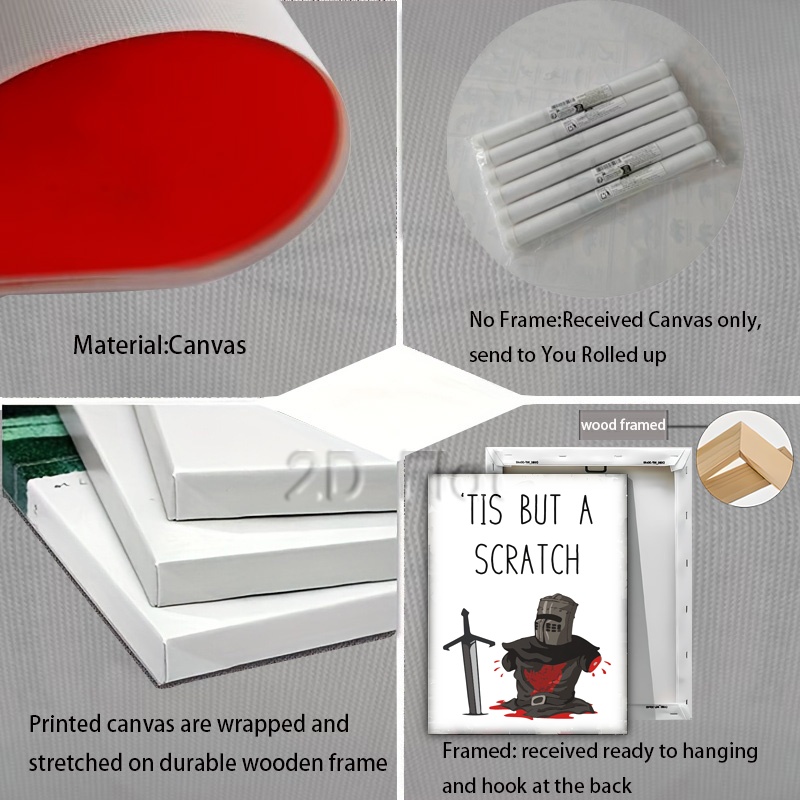 Material:Canvas
No Frame:Received Canvas only,
send to You Rolled up
2D
wood framed
'TIS BUT A
SCRATCH
Printed canvas are wrapped and
stretched on durable wooden frame
Framed: received ready to hanging
and hook at the back